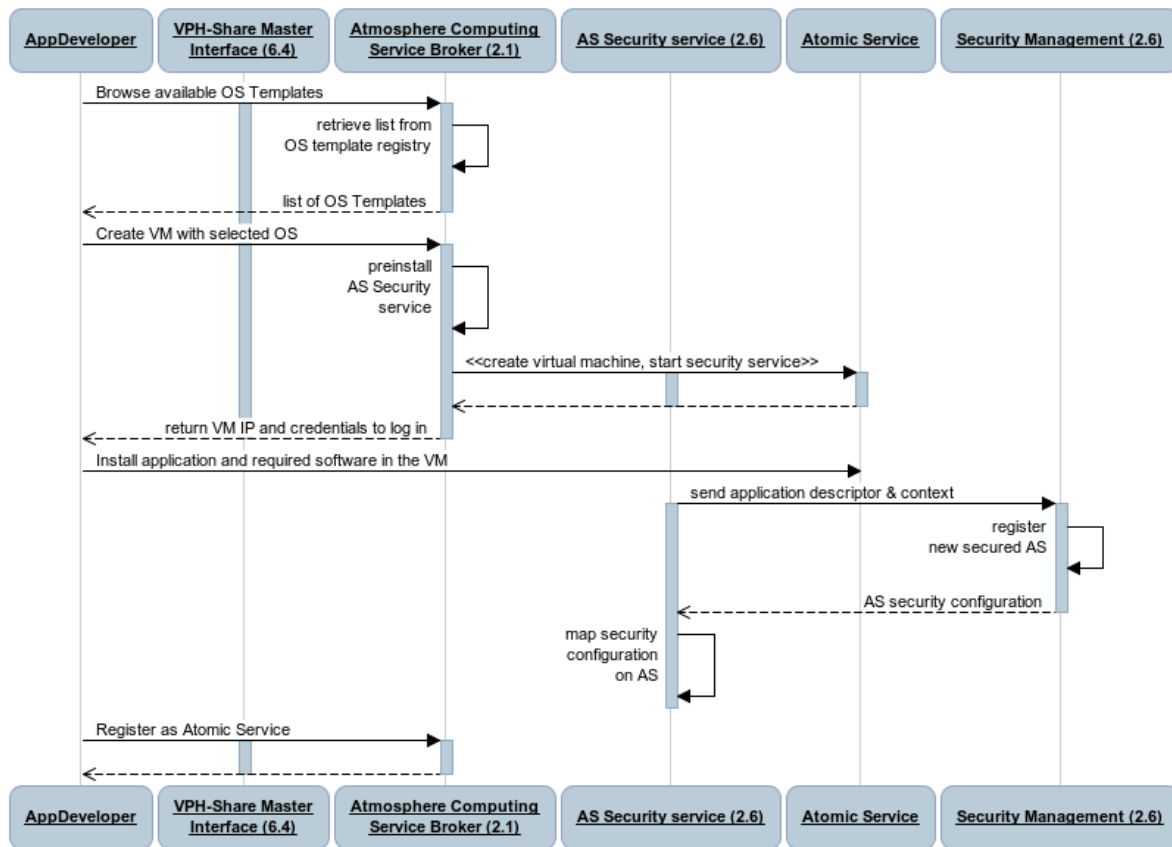 AppDeveloper
VPH-Share Master
Interface (6.4)
Atmosphere Computing
Service Broker (2.1)
AS Security service (2.6)
Atomic Service
Security Management (2.6)
Browse available OS Templates
retrieve list from
OS template registry
list of OS Templates
Create VM with selected OS
preinstall
AS Security
service
<<create virtual machine, start security service>>
return VM IP and credentials to log in
Install application and required software in the VM
send application descriptor & context
register
new secured AS
AS security configuration
map security
configuration
on AS
Register as Atomic Service
AppDeveloper
VPH-Share Master
Interface (6.4)
Atmosphere Computing
Service Broker (2.1)
AS Security service (2.6)
Atomic Service
Security Management (2.6)